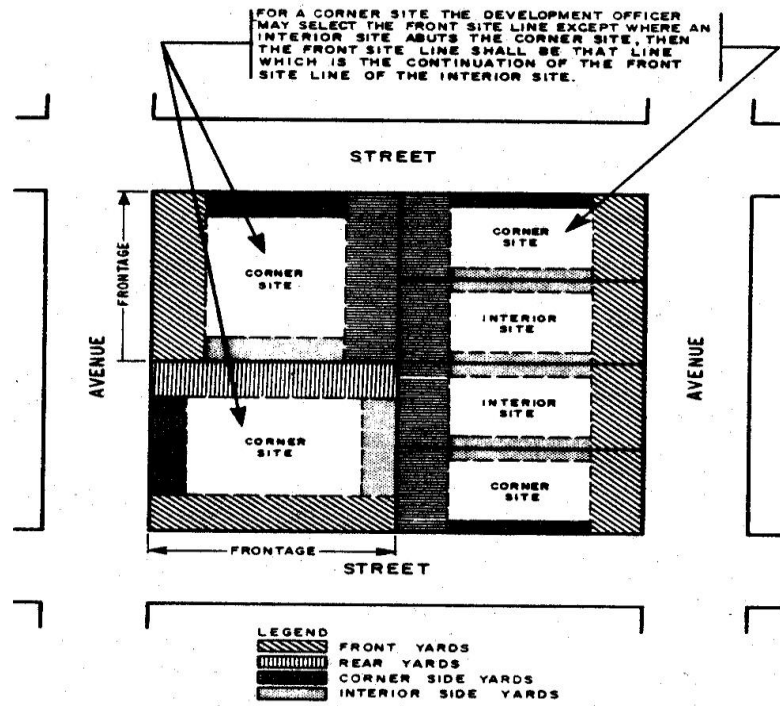 FOR A CORNER SITE THE DEVELOPMENT OFFICER
MAY SELECT THE FRONT SITE LINE EXCEPT WHERE AN
INTERIOR SITE ABUTS THE CORNER SITE, THEN
THE FRONT SITE LINE SHALL BE THAT LINE
WHICH IS THE CONTINUATION OF THE FRONT
SITE LINE OF THE INTERIOR SITE.
STREET
FRONTAGE
CORNER
SITE
CORNER
SITE
INTERIOR
SITE
AVENUE
AVENUE
INTERIOR
SITE
CORNER
SITE
CORNER
SITE
FRONTAGE
STREET
LEGEND
FRONT YARDS
REAR YARDS
CORNER SIDE YARDS
INTERIOR SIDE YARDS